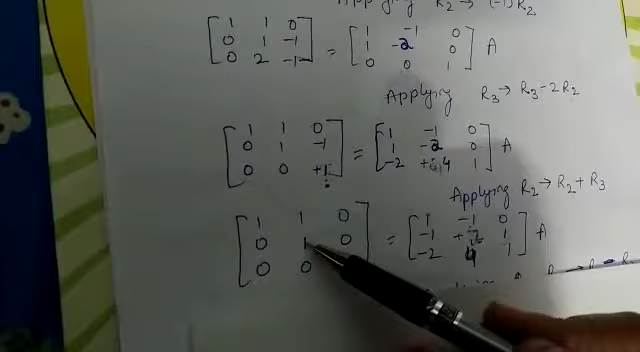 Applying R2 → (-1)R2
[1 1 0; 0 1 -1; 0 2 -1] = [1 -1 0; 1 -2 0; 0 0 1] A
Applying R3 → R3-2R2
[1 1 0; 0 1 -1; 0 0 +1] = [1 -1 0; 1 -2 0; -2 +4 1] A
Applying R2 → R2+R3
[1 1 0; 0 1 0; 0 0] = [1 -1 0; -1 +2 1; -2 4 1] A